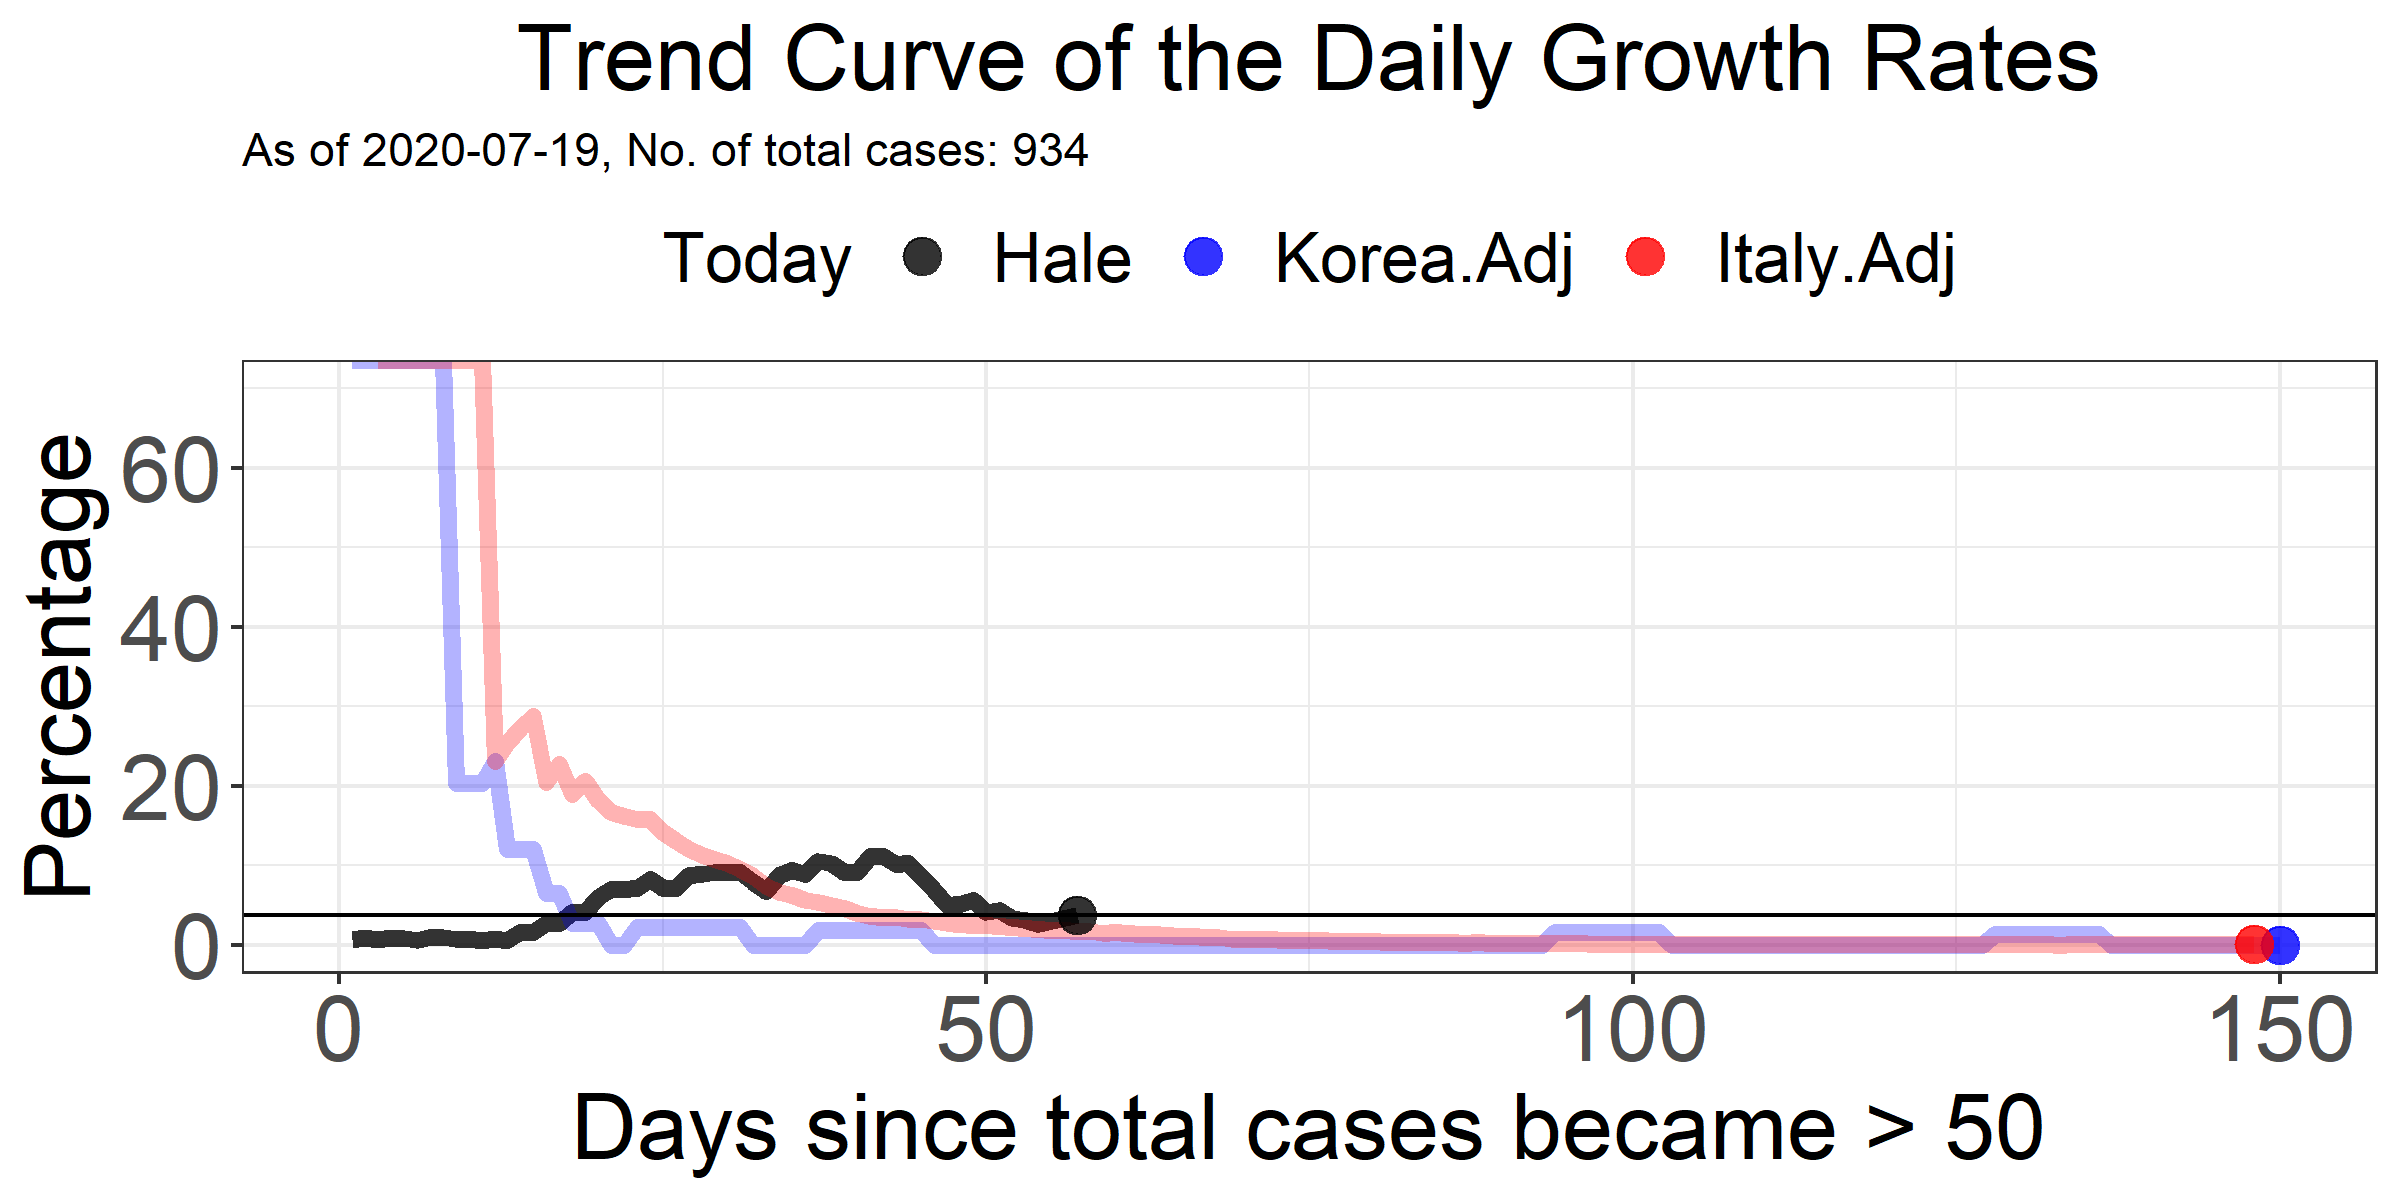 Trend Curve of the Daily Growth Rates
As of 2020-07-19, No. of total cases: 934
Today Hale Korea.Adj Italy.Adj
Percentage
60
40
20
0
0 50 100 150
Days since total cases became > 50